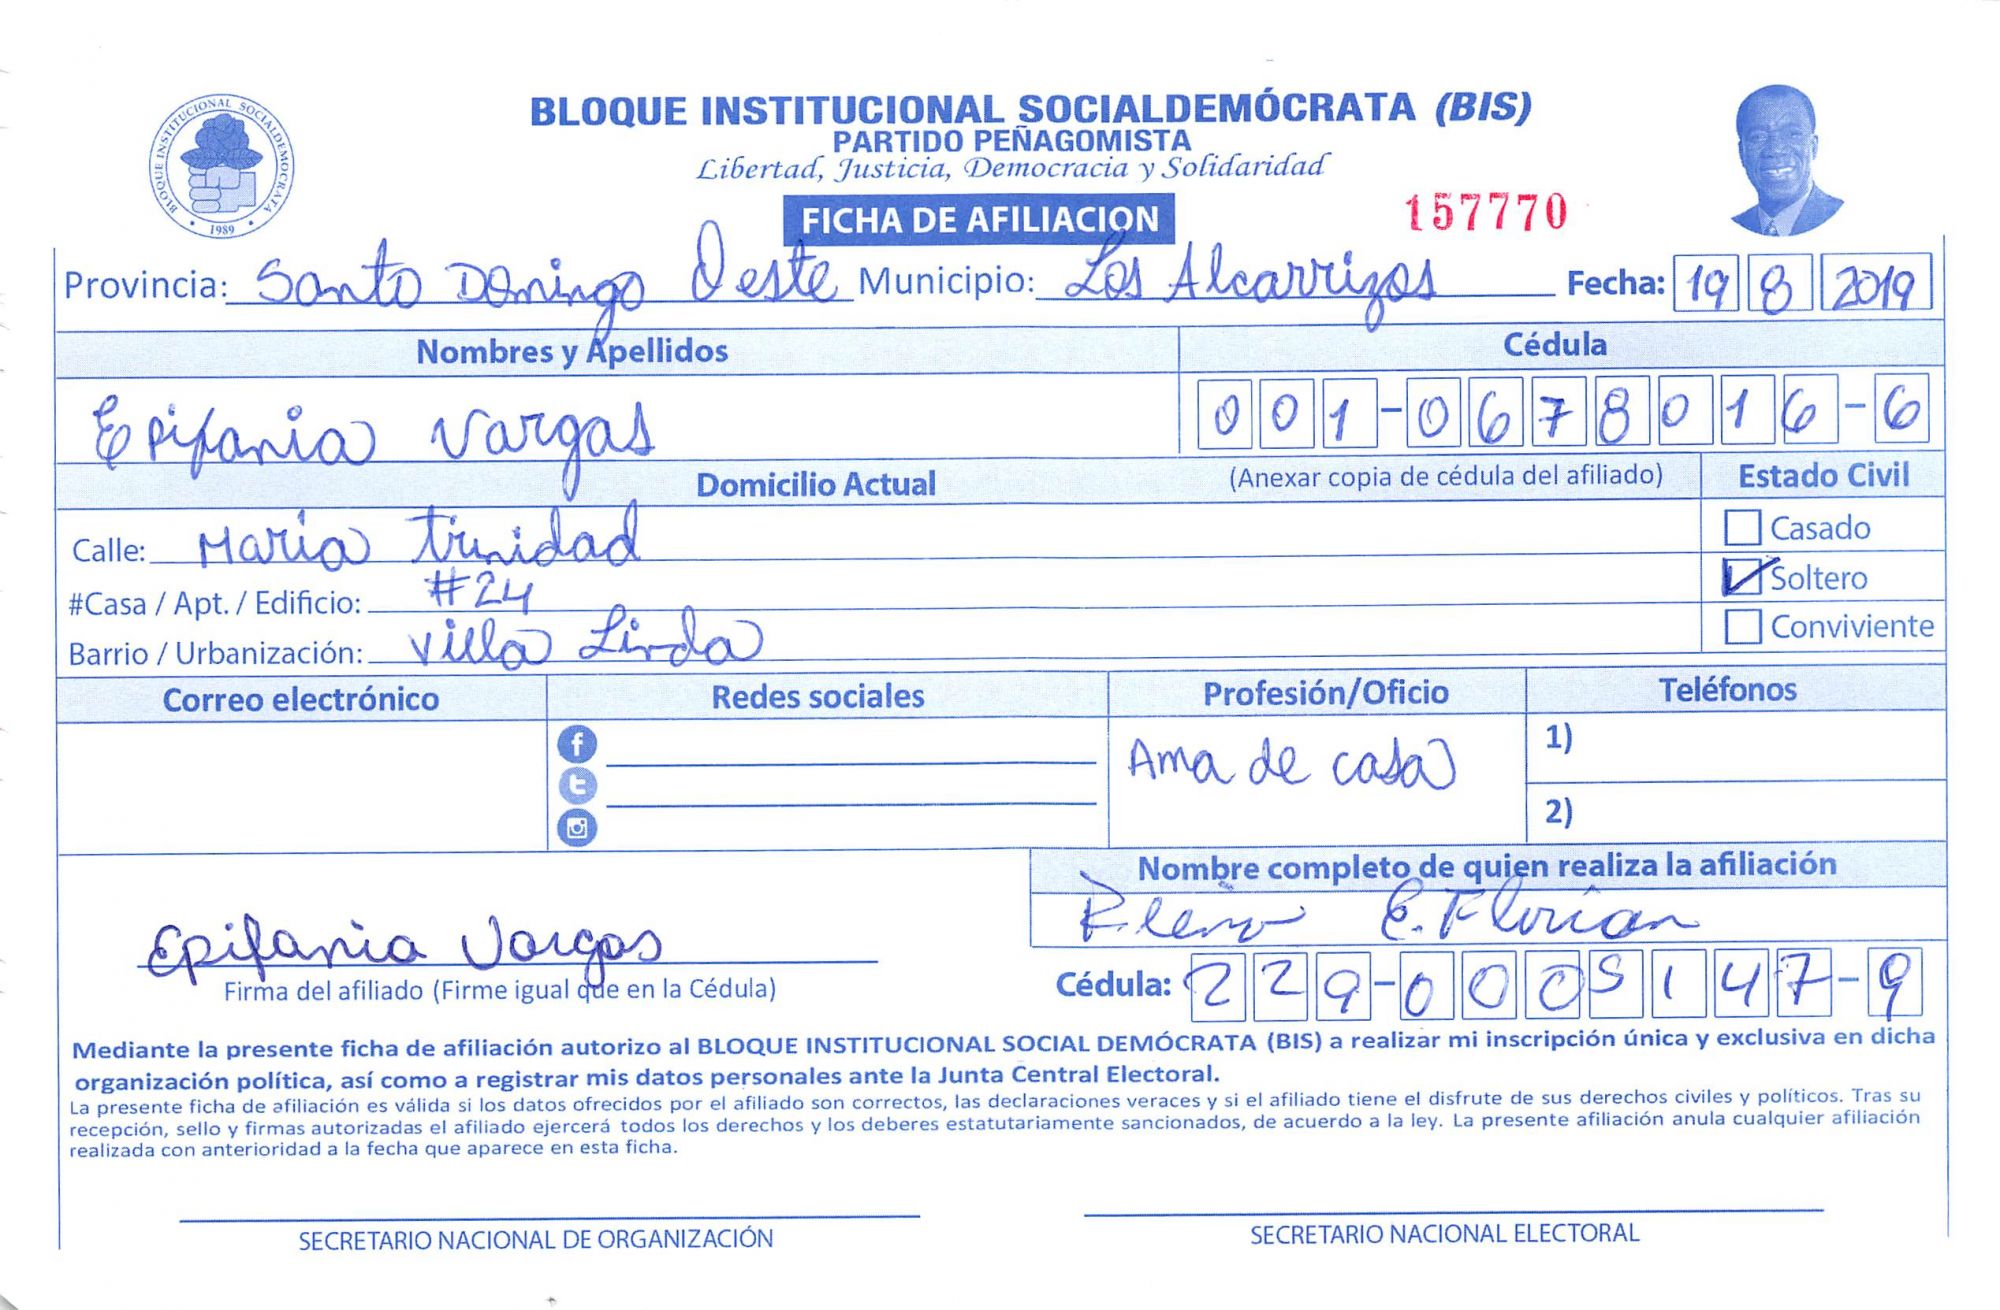 BLOQUE INSTITUCIONAL SOCIALDEMOCRATA
1989
BLOQUE INSTITUCIONAL SOCIALDEMÓCRATA (BIS)
PARTIDO PEÑAGOMISTA
Libertad, Justicia, Democracia y Solidaridad
FICHA DE AFILIACION
157770
Provincia: Santo Domingo Oeste Municipio: Los Alcarrizos Fecha: 19 8 2019
Nombres y Apellidos Cédula
Epifania Vargas 001-0678016-6
Domicilio Actual (Anexar copia de cédula del afiliado) Estado Civil
Calle: Maria trinidad Casado
#Casa / Apt. / Edificio: #24 Soltero
Barrio / Urbanización: Villa Linda Conviviente
Correo electrónico Redes sociales Profesión/Oficio Teléfonos
Ama de casa 1)
2)
Nombre completo de quien realiza la afiliación
E. Florian
Epifania Vargas
Firma del afiliado (Firme igual que en la Cédula) Cédula: 229-0005147-9
Mediante la presente ficha de afiliación autorizo al BLOQUE INSTITUCIONAL SOCIAL DEMÓCRATA (BIS) a realizar mi inscripción única y exclusiva en dicha
organización política, así como a registrar mis datos personales ante la Junta Central Electoral.
La presente ficha de afiliación es válida si los datos ofrecidos por el afiliado son correctos, las declaraciones veraces y si el afiliado tiene el disfrute de sus derechos civiles y políticos. Tras su
recepción, sello y firmas autorizadas el afiliado ejercerá todos los derechos y los deberes estatutariamente sancionados, de acuerdo a la ley. La presente afiliación anula cualquier afiliación
realizada con anterioridad a la fecha que aparece en esta ficha.
SECRETARIO NACIONAL DE ORGANIZACIÓN SECRETARIO NACIONAL ELECTORAL